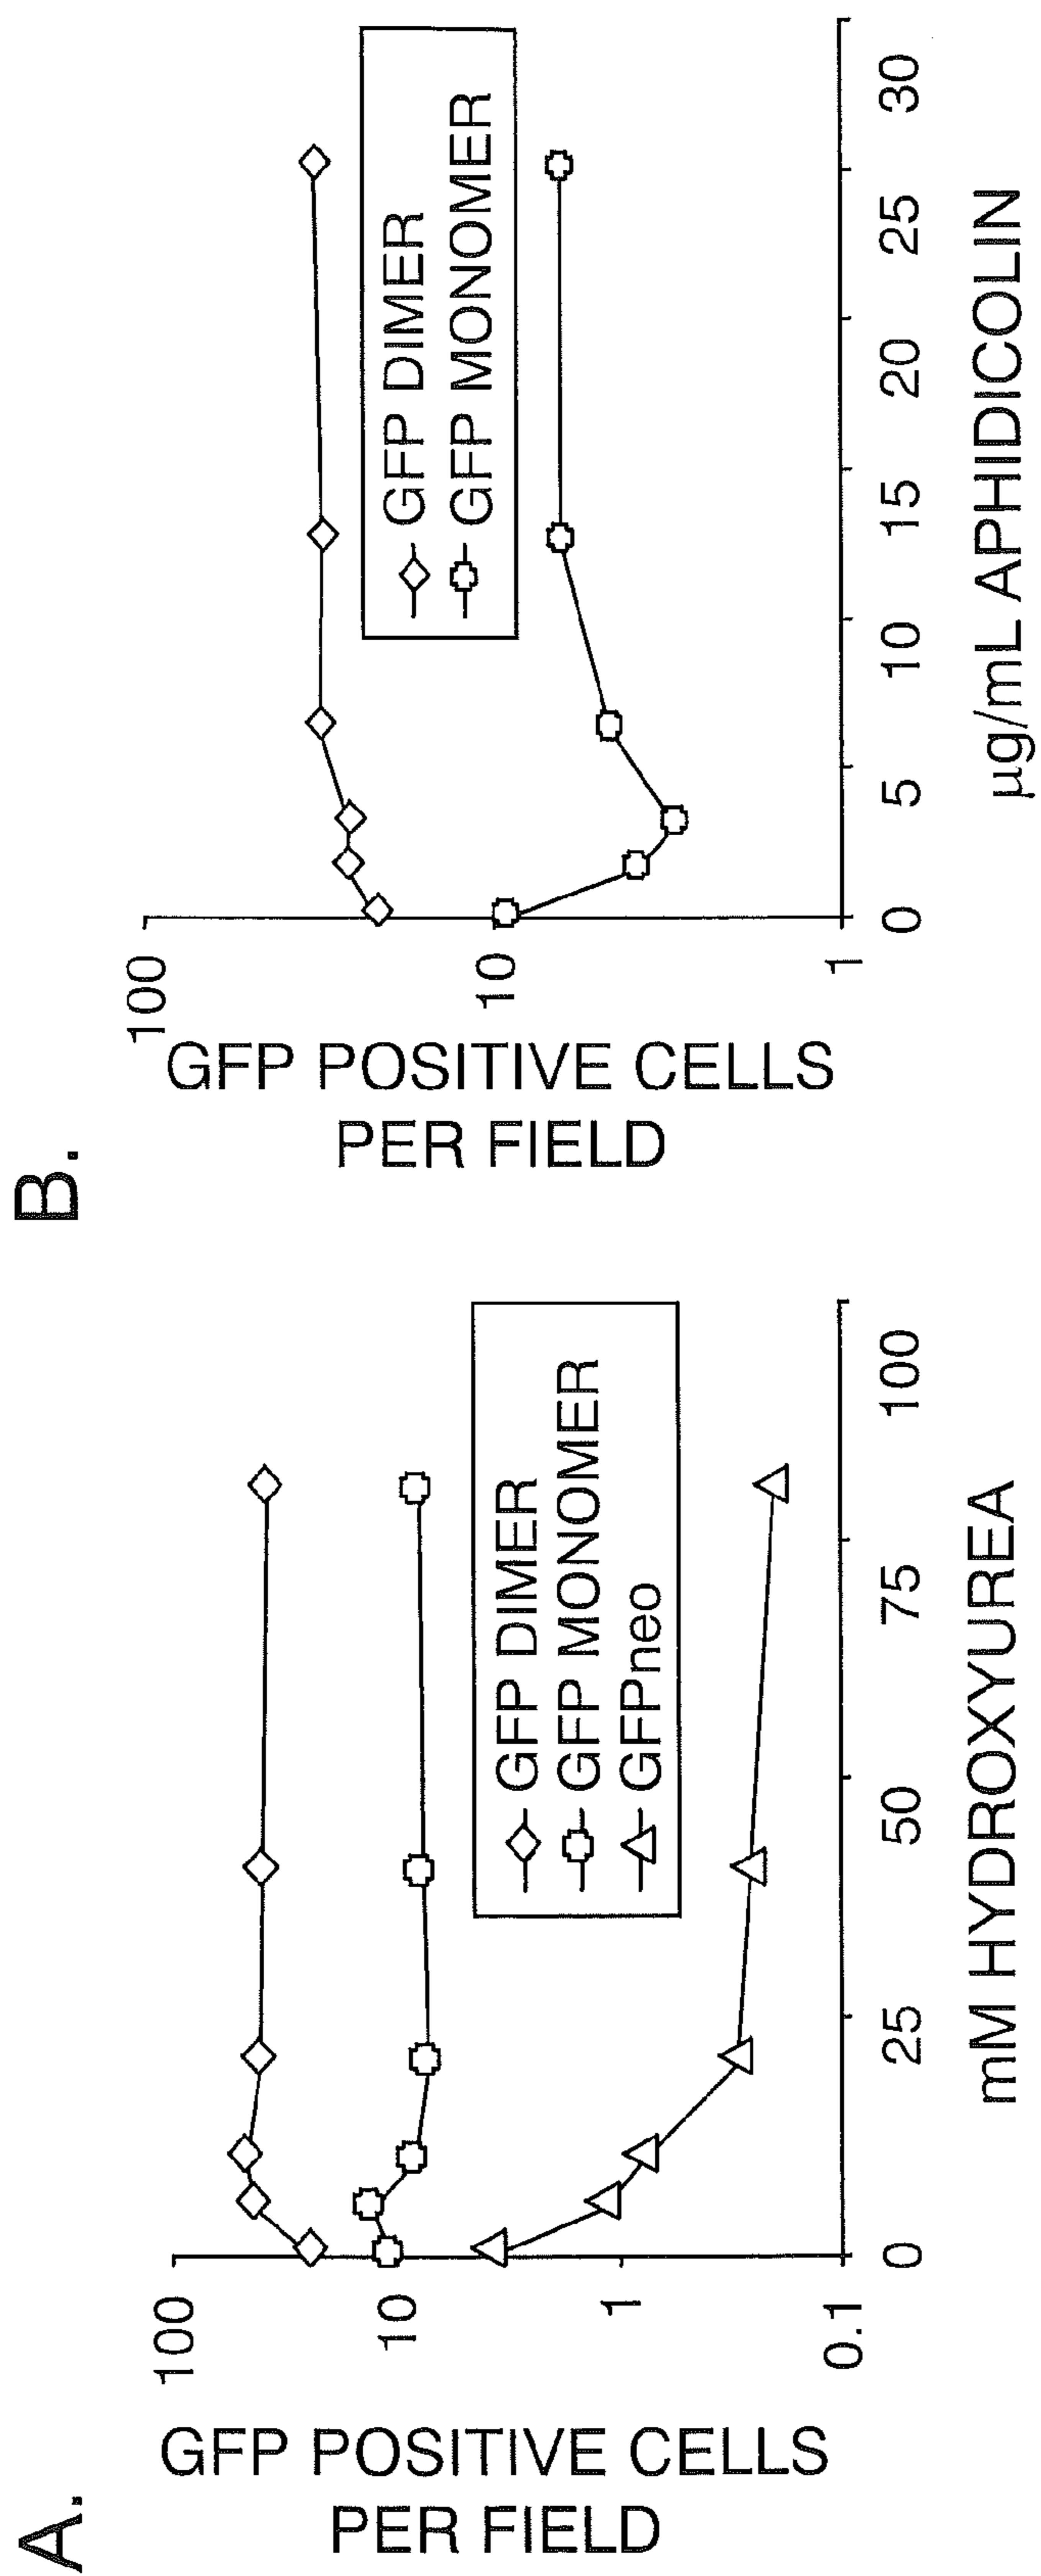 A.
GFP POSITIVE CELLS
PER FIELD
100
10
1
0.1
0
25
50
75
100
mM HYDROXYUREA
GFP DIMER
GFP MONOMER
GFPneo
B.
GFP POSITIVE CELLS
PER FIELD
100
10
1
0
5
10
15
20
25
30
µg/mL APHIDICOLIN
GFP DIMER
GFP MONOMER